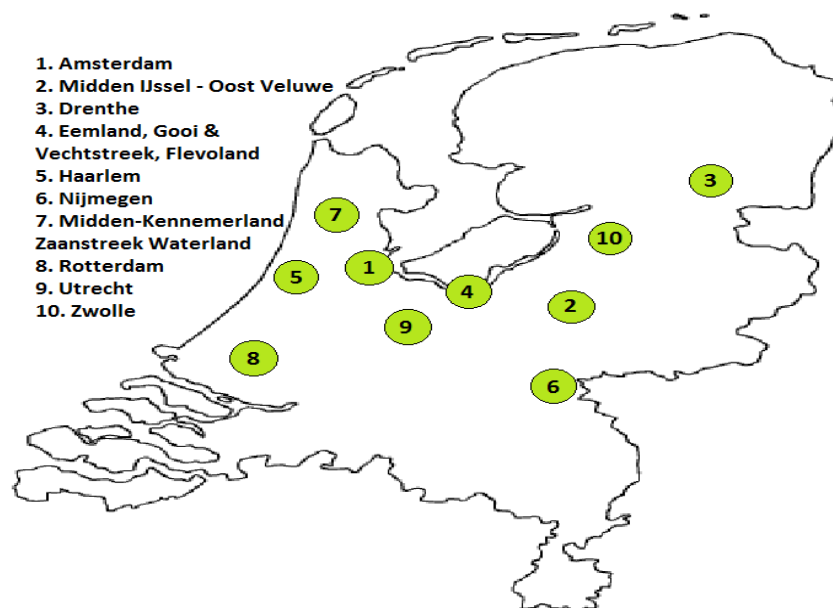 1. Amsterdam
2. Midden IJssel - Oost Veluwe
3. Drenthe
4. Eemland, Gooi &
Vechtstreek, Flevoland
5. Haarlem
6. Nijmegen
7. Midden-Kennemerland
Zaanstreek Waterland
8. Rotterdam
9. Utrecht
10. Zwolle
3
7
10
1
5
4
2
9
8
6